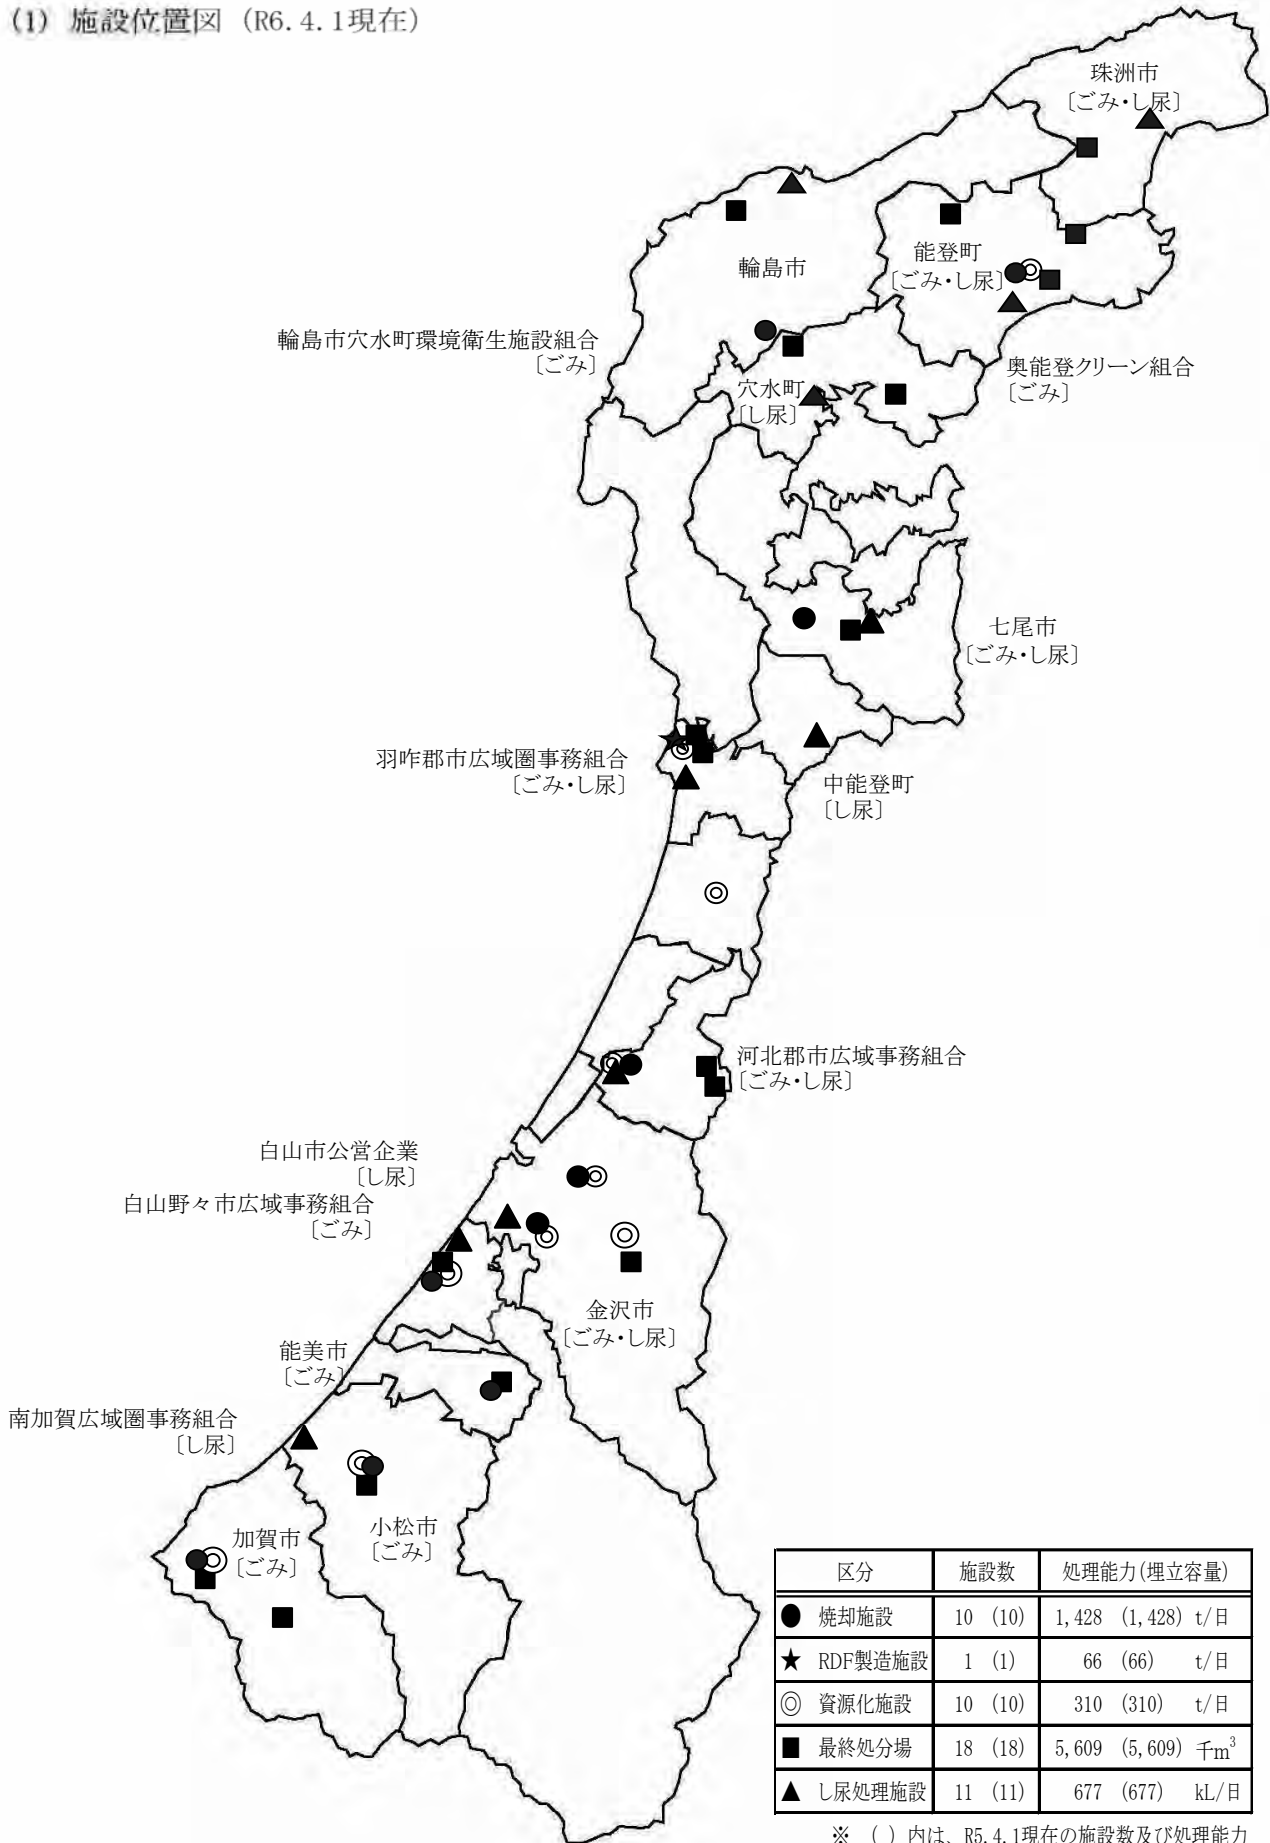 (1) 施設位置図（R6.4.1現在）
珠洲市
〔ごみ・し尿〕
輪島市
能登町
〔ごみ・し尿〕
輪島市穴水町環境衛生施設組合
〔ごみ〕
穴水町
〔し尿〕
奥能登クリーン組合
〔ごみ〕
七尾市
〔ごみ・し尿〕
羽咋郡市広域圏事務組合
〔ごみ・し尿〕
中能登町
〔し尿〕
河北郡市広域事務組合
〔ごみ・し尿〕
白山市公営企業
〔し尿〕
白山野々市広域事務組合
〔ごみ〕
金沢市
〔ごみ・し尿〕
能美市
〔ごみ〕
南加賀広域圏事務組合
〔し尿〕
加賀市
〔ごみ〕
小松市
〔ごみ〕
区分 施設数 処理能力(埋立容量)
● 焼却施設 10 (10) 1,428 (1,428) t/日
★ RDF製造施設 1 (1) 66 (66) t/日
◎ 資源化施設 10 (10) 310 (310) t/日
■ 最終処分場 18 (18) 5,609 (5,609) 千m³
▲ し尿処理施設 11 (11) 677 (677) kL/日
※ ( ) 内は、R5.4.1現在の施設数及び処理能力